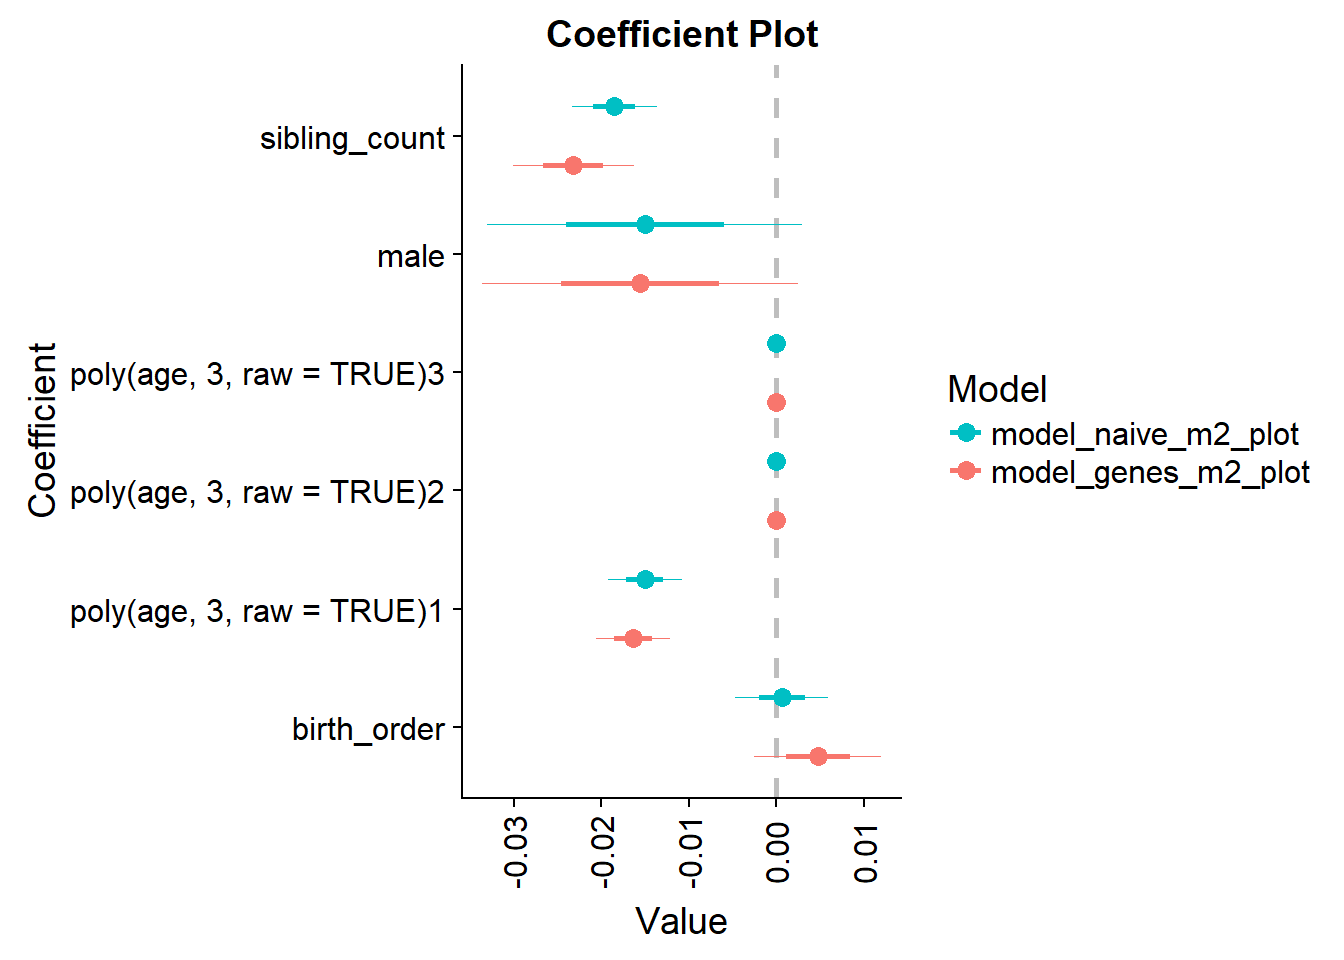 Coefficient Plot
Coefficient
sibling_count
male
poly(age, 3, raw = TRUE)3
poly(age, 3, raw = TRUE)2
poly(age, 3, raw = TRUE)1
birth_order
-0.03
-0.02
-0.01
0.00
0.01
Value
Model
model_naive_m2_plot
model_genes_m2_plot